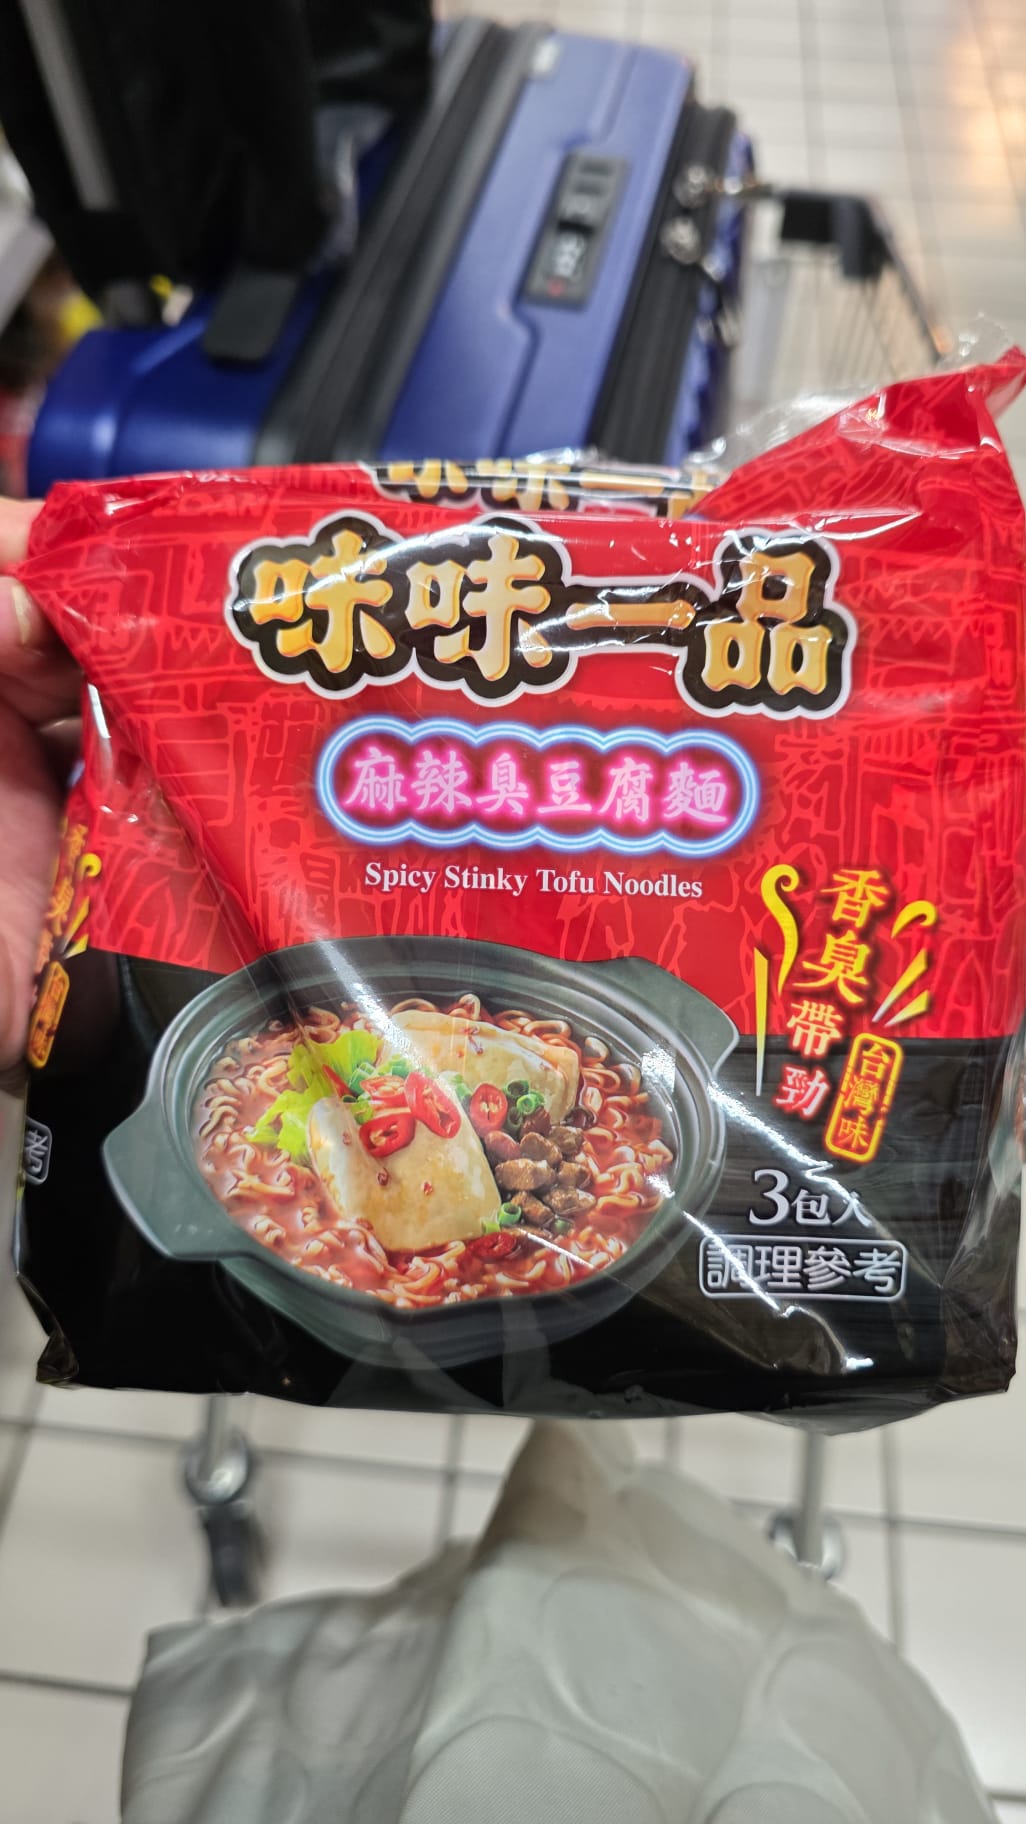 味味一品
麻辣臭豆腐麵
Spicy Stinky Tofu Noodles
香臭帶勁
台灣味
3包入
調理參考